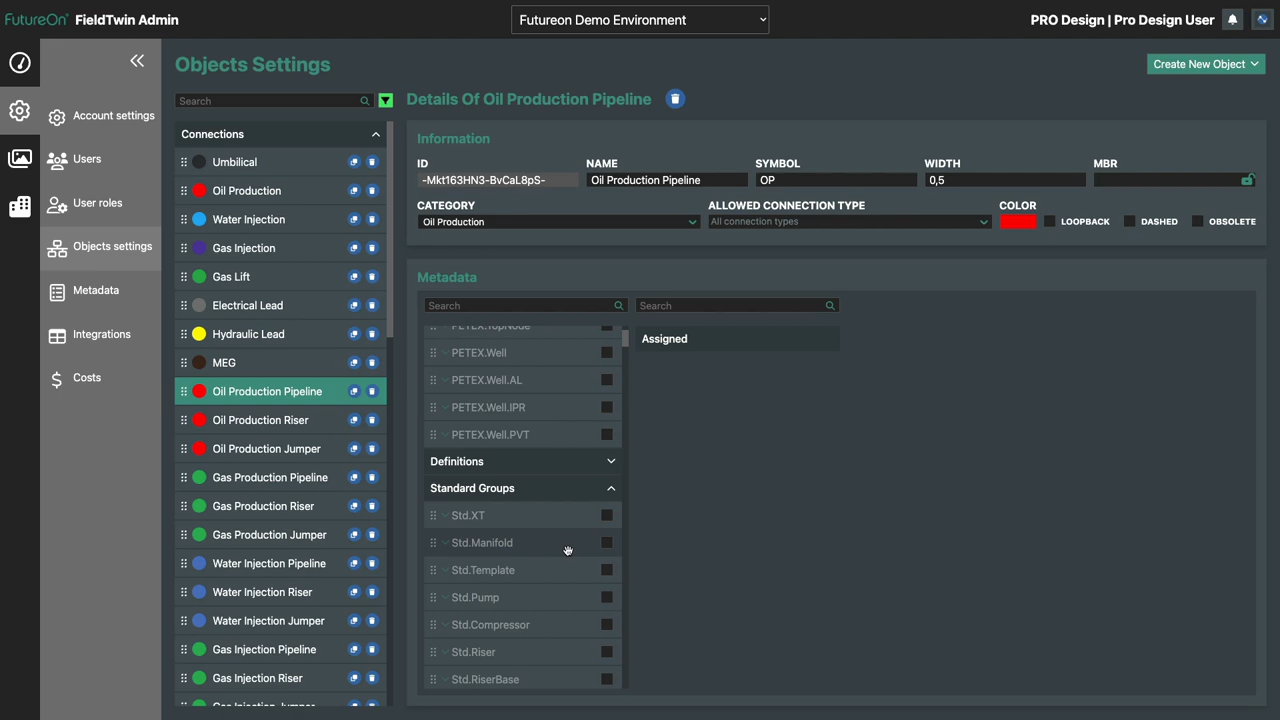 FutureOn® FieldTwin Admin
Futureon Demo Environment
PRO Design | Pro Design User
Account settings
Users
User roles
Objects settings
Metadata
Integrations
Costs
Objects Settings
Create New Object
Search
Connections
Umbilical
Oil Production
Water Injection
Gas Injection
Gas Lift
Electrical Lead
Hydraulic Lead
MEG
Oil Production Pipeline
Oil Production Riser
Oil Production Jumper
Gas Production Pipeline
Gas Production Riser
Gas Production Jumper
Water Injection Pipeline
Water Injection Riser
Water Injection Jumper
Gas Injection Pipeline
Gas Injection Riser
Gas Injection Jumper
Details Of Oil Production Pipeline
Information
ID NAME SYMBOL WIDTH MBR
-Mkt163HN3-BvCaL8pS- Oil Production Pipeline OP 0,5
CATEGORY ALLOWED CONNECTION TYPE COLOR
Oil Production All connection types LOOPBACK DASHED OBSOLETE
Metadata
Search Search
PETEX.TopNode
PETEX.Well
PETEX.Well.AL
PETEX.Well.IPR
PETEX.Well.PVT
Definitions
Standard Groups
Std.XT
Std.Manifold
Std.Template
Std.Pump
Std.Compressor
Std.Riser
Std.RiserBase
Assigned